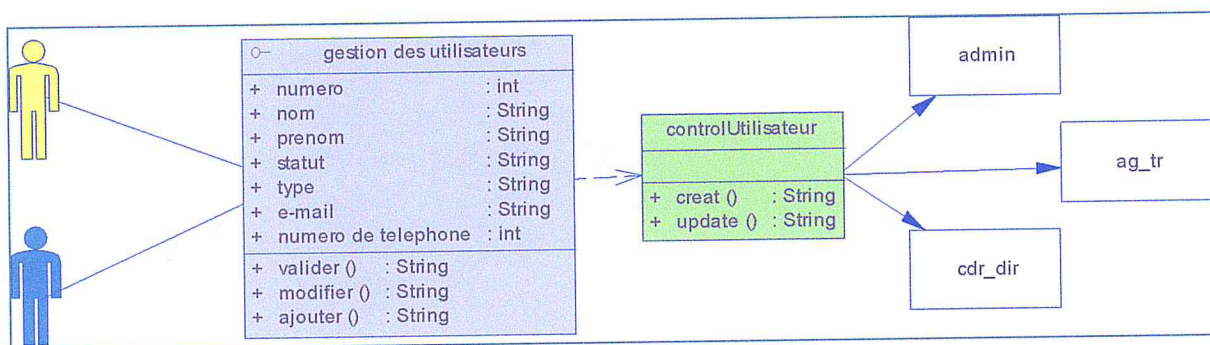 gestion des utilisateurs
+ numero : int
+ nom : String
+ prenom : String
+ statut : String
+ type : String
+ e-mail : String
+ numero de telephone : int
+ valider () : String
+ modifier () : String
+ ajouter () : String
controlUtilisateur
+ creat () : String
+ update () : String
admin
ag_tr
cdr_dir